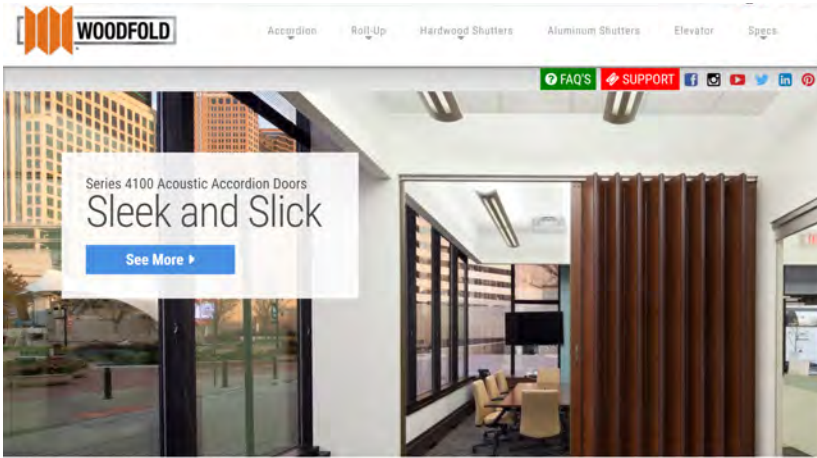 WOODFOLD
Accordion Roll-Up Hardwood Shutters Aluminum Shutters Elevator Specs
FAQ'S SUPPORT
Series 4100 Acoustic Accordion Doors
Sleek and Slick
See More